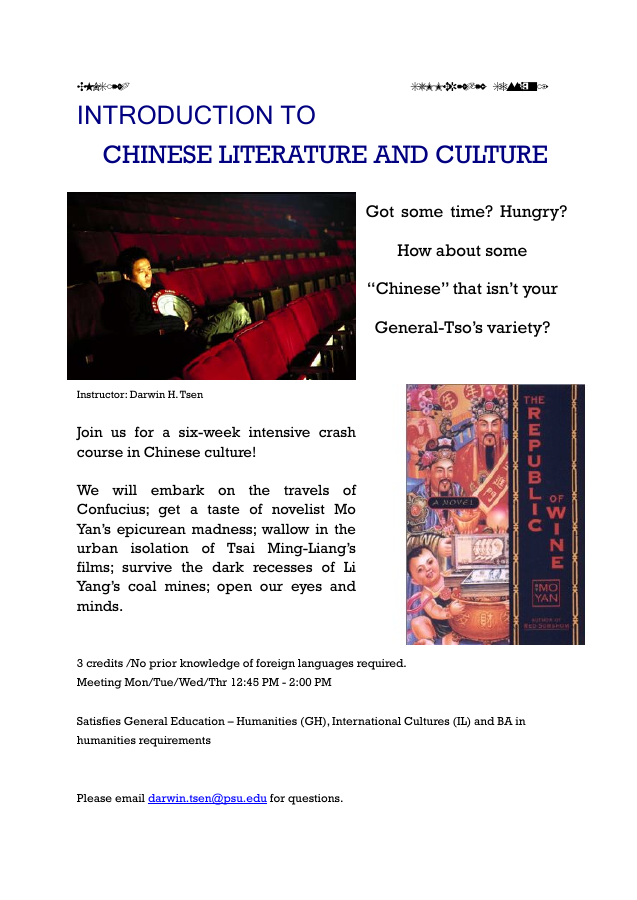 INTRODUCTION TO
CHINESE LITERATURE AND CULTURE
Got some time? Hungry?
How about some
“Chinese” that isn’t your
General-Tso’s variety?
Instructor: Darwin H. Tsen
Join us for a six-week intensive crash
course in Chinese culture!
We will embark on the travels of
Confucius; get a taste of novelist Mo
Yan’s epicurean madness; wallow in the
urban isolation of Tsai Ming-Liang’s
films; survive the dark recesses of Li
Yang’s coal mines; open our eyes and
minds.
A NOVEL
THE
REPUBLIC
OF
WINE
MO
YAN
AUTHOR OF
RED SORGHUM
3 credits /No prior knowledge of foreign languages required.
Meeting Mon/Tue/Wed/Thr 12:45 PM - 2:00 PM
Satisfies General Education – Humanities (GH), International Cultures (IL) and BA in
humanities requirements
Please email darwin.tsen@psu.edu for questions.